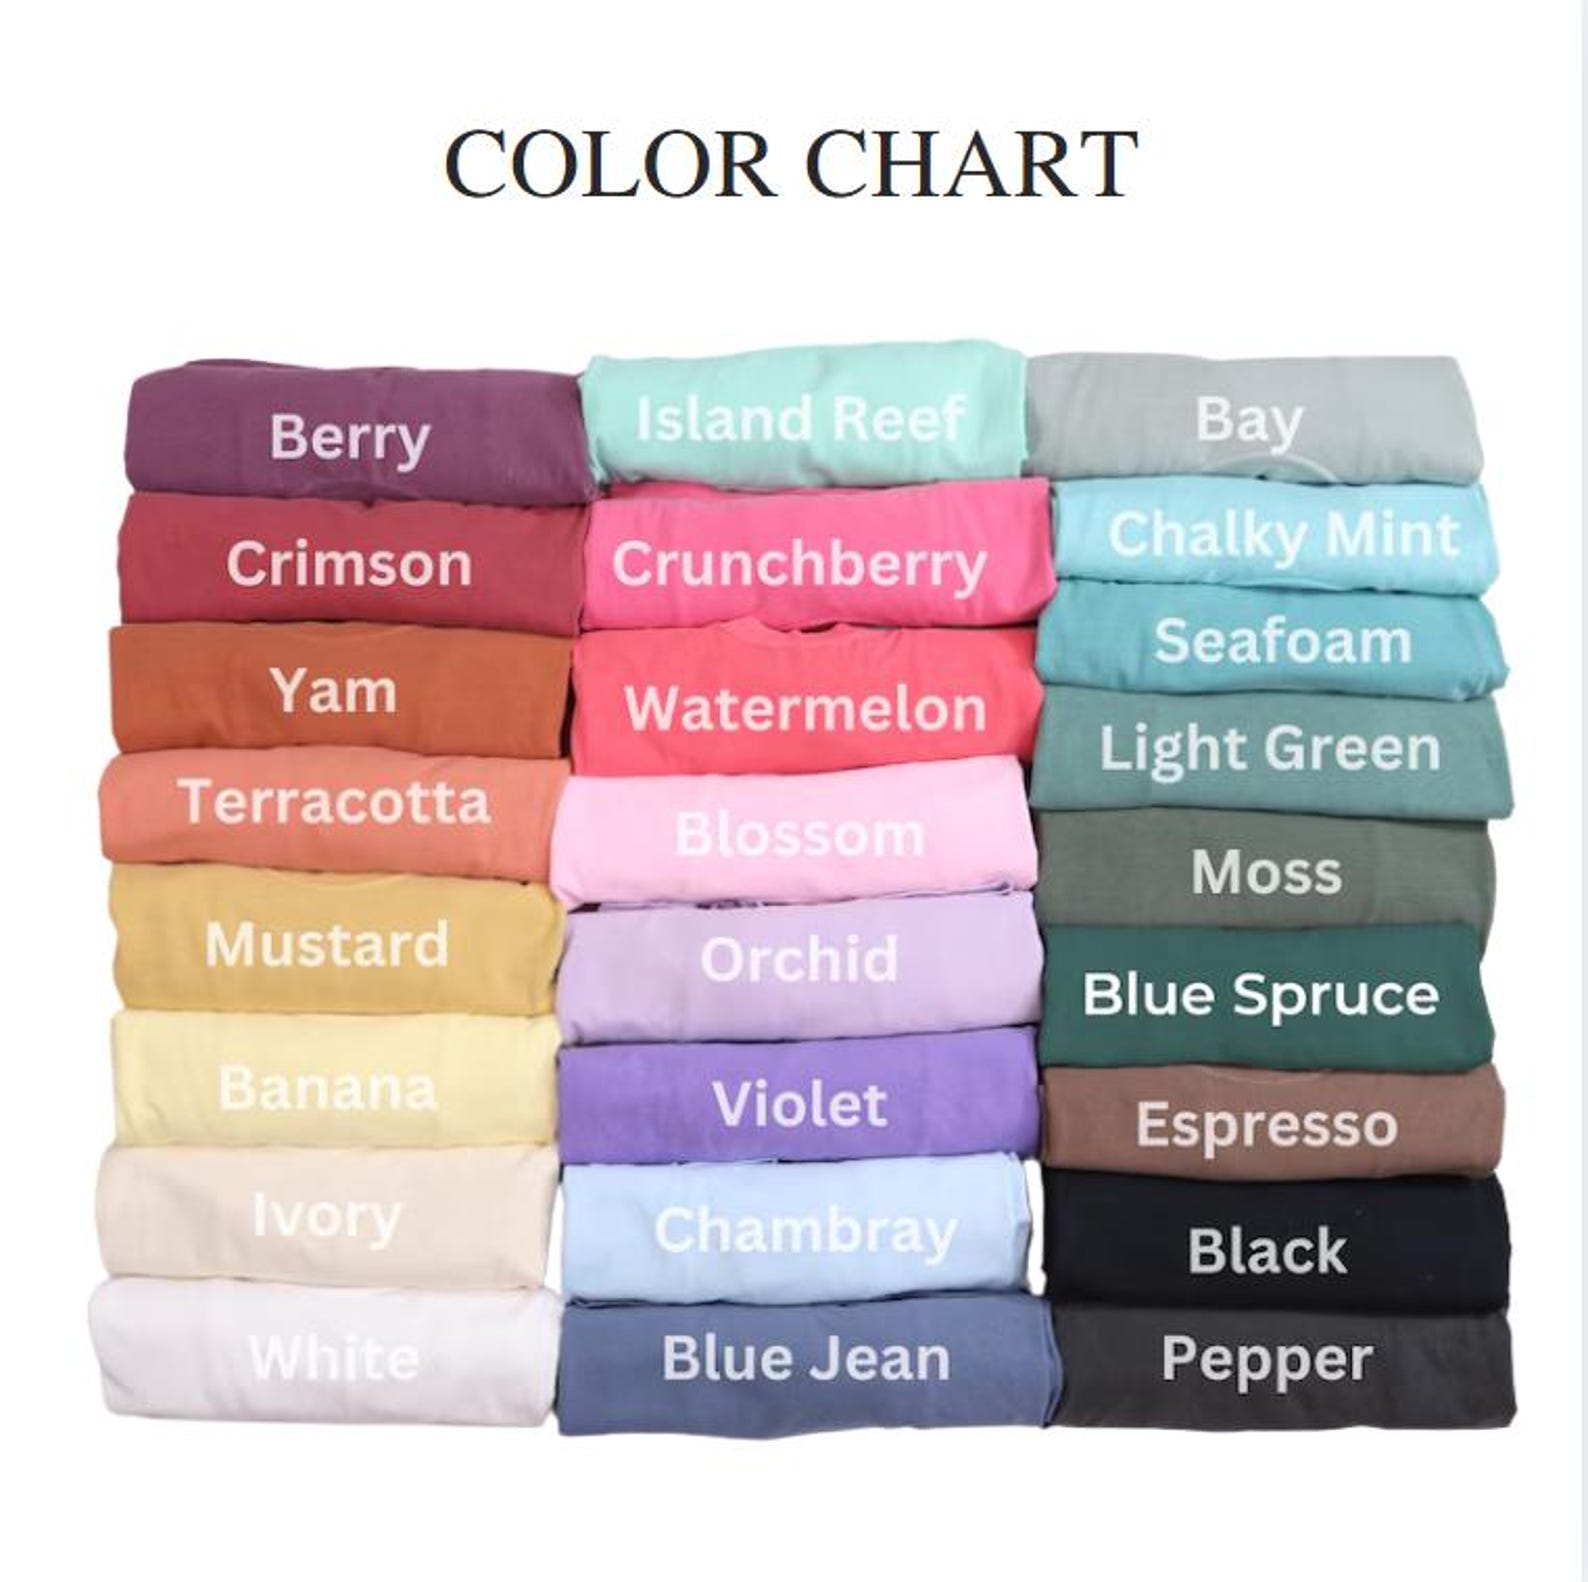 COLOR CHART
Berry
Crimson
Yam
Terracotta
Mustard
Banana
Ivory
White
Island Reef
Crunchberry
Watermelon
Blossom
Orchid
Violet
Chambray
Blue Jean
Bay
Chalky Mint
Seafoam
Light Green
Moss
Blue Spruce
Espresso
Black
Pepper